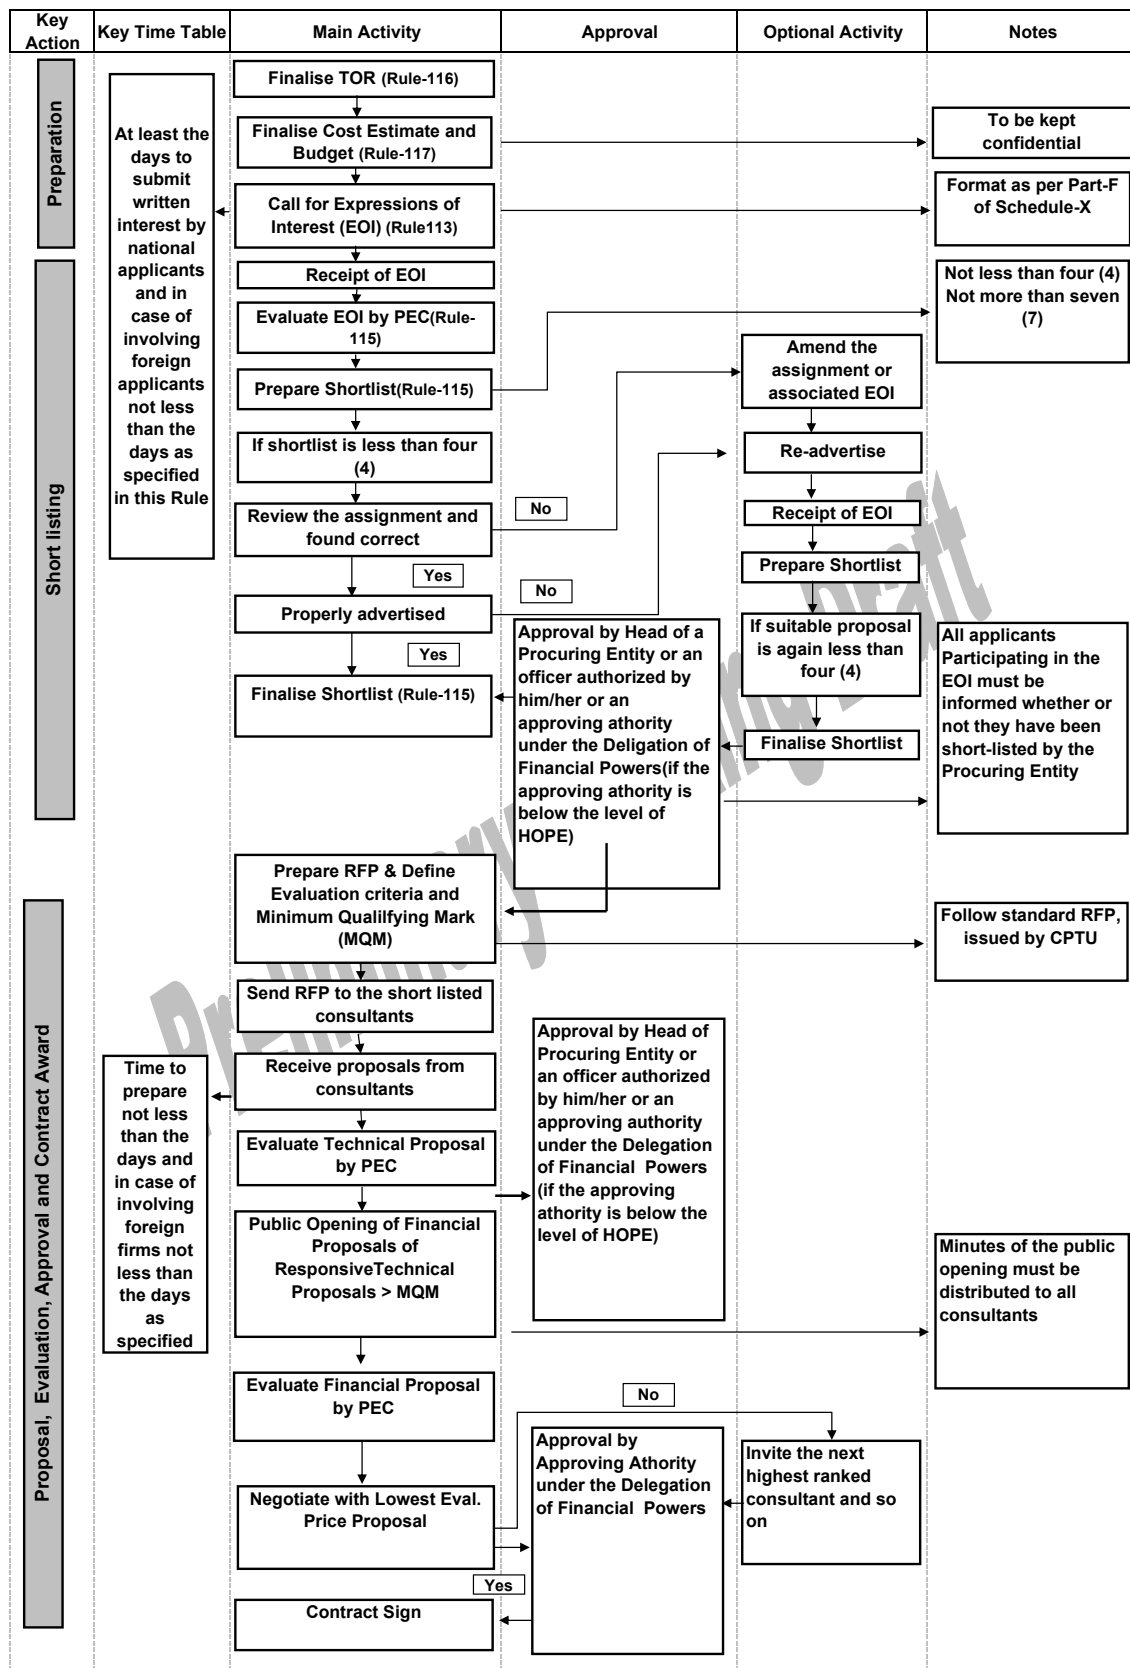 Key
Action
Key Time Table
Main Activity
Approval
Optional Activity
Notes
Preparation
Short listing
Proposal, Evaluation, Approval and Contract Award
At least the
days to
submit
written
interest by
national
applicants
and in
case of
involving
foreign
applicants
not less
than the
days as
specified
in this Rule
Time to
prepare
not less
than the
days and
in case of
involving
foreign
firms not
less than
the days
as
specified
Finalise TOR (Rule-116)
Finalise Cost Estimate and
Budget (Rule-117)
Call for Expressions of
Interest (EOI) (Rule113)
Receipt of EOI
Evaluate EOI by PEC(Rule-
115)
Prepare Shortlist(Rule-115)
If shortlist is less than four
(4)
Review the assignment and
found correct
No
Yes
Properly advertised
No
Yes
Finalise Shortlist (Rule-115)
Prepare RFP & Define
Evaluation criteria and
Minimum Qualilfying Mark
(MQM)
Send RFP to the short listed
consultants
Receive proposals from
consultants
Evaluate Technical Proposal
by PEC
Public Opening of Financial
Proposals of
ResponsiveTechnical
Proposals > MQM
Evaluate Financial Proposal
by PEC
Negotiate with Lowest Eval.
Price Proposal
No
Yes
Contract Sign
Approval by Head of a
Procuring Entity or an
officer authorized by
him/her or an
approving athority
under the Deligation of
Financial Powers(if the
approving athority is
below the level of
HOPE)
Approval by Head of
Procuring Entity or
an officer authorized
by him/her or an
approving authority
under the Delegation
of Financial Powers
(if the approving
athority is below the
level of HOPE)
Approval by
Approving Athority
under the Delegation
of Financial Powers
Amend the
assignment or
associated EOI
Re-advertise
Receipt of EOI
Prepare Shortlist
If suitable proposal
is again less than
four (4)
Finalise Shortlist
Invite the next
highest ranked
consultant and so
on
To be kept
confidential
Format as per Part-F
of Schedule-X
Not less than four (4)
Not more than seven
(7)
All applicants
Participating in the
EOI must be
informed whether or
not they have been
short-listed by the
Procuring Entity
Follow standard RFP,
issued by CPTU
Minutes of the public
opening must be
distributed to all
consultants